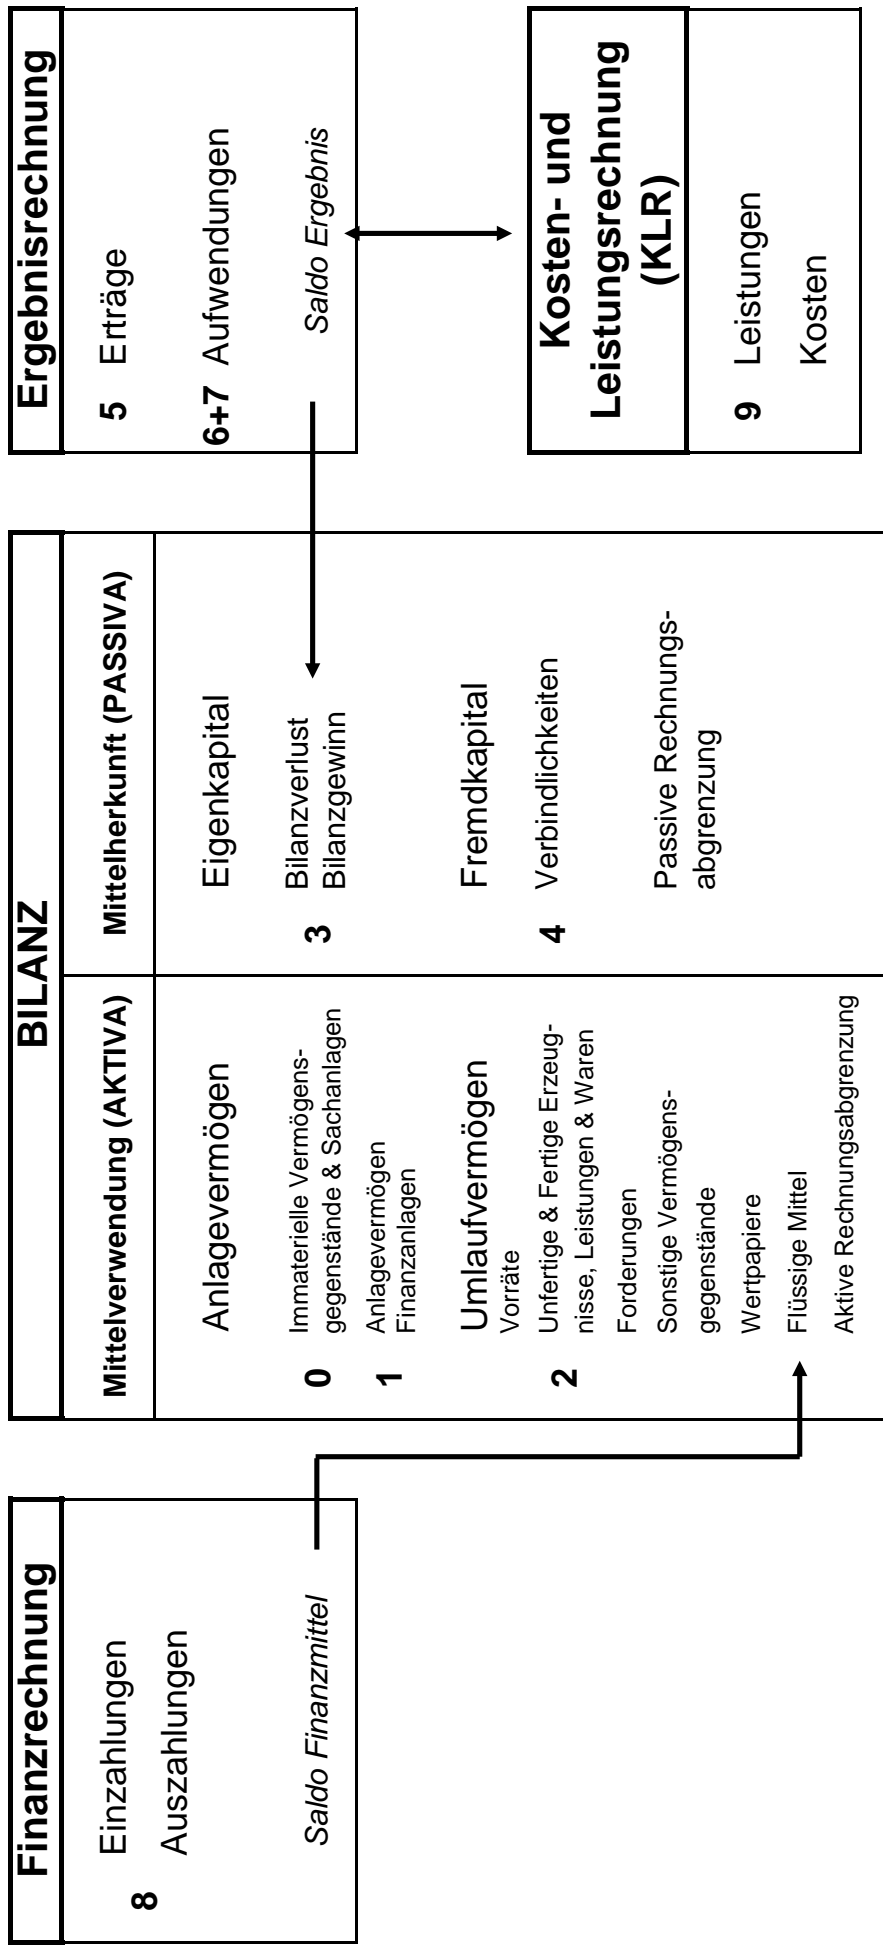 Finanzrechnung
8
Einzahlungen
Auszahlungen
Saldo Finanzmittel
BILANZ
Mittelverwendung (AKTIVA)
Anlagevermögen
0
Immaterielle Vermögens-
gegenstände & Sachanlagen
1
Anlagevermögen
Finanzanlagen
Umlaufvermögen
Vorräte
2
Unfertige & Fertige Erzeug-
nisse, Leistungen & Waren
Forderungen
Sonstige Vermögens-
gegenstände
Wertpapiere
Flüssige Mittel
Aktive Rechnungsabgrenzung
Mittelherkunft (PASSIVA)
Eigenkapital
3
Bilanzverlust
Bilanzgewinn
Fremdkapital
4 Verbindlichkeiten
Passive Rechnungs-
abgrenzung
Ergebnisrechnung
5 Erträge
6+7 Aufwendungen
Saldo Ergebnis
Kosten- und
Leistungsrechnung
(KLR)
9 Leistungen
Kosten